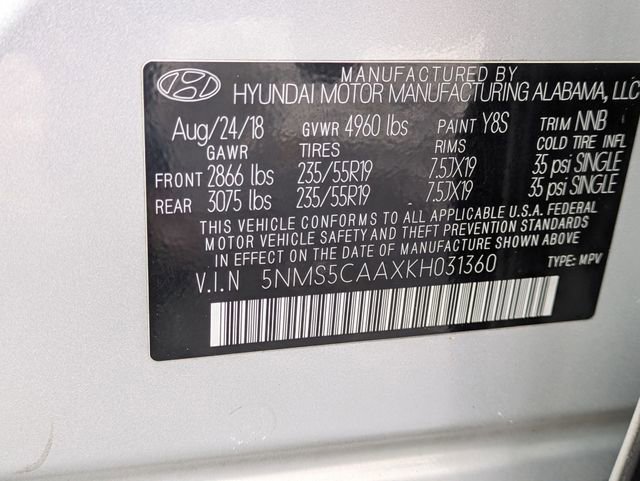 MANUFACTURED BY
HYUNDAI MOTOR MANUFACTURING ALABAMA, LLC
Aug/24/18 GVWR 4960 lbs PAINT Y8S TRIM NNB
GAWR TIRES RIMS COLD TIRE INFL
FRONT 2866 lbs 235/55R19 7.5JX19 35 psi SINGLE
REAR 3075 lbs 235/55R19 7.5JX19 35 psi SINGLE
THIS VEHICLE CONFORMS TO ALL APPLICABLE U.S.A. FEDERAL
MOTOR VEHICLE SAFETY AND THEFT PREVENTION STANDARDS
IN EFFECT ON THE DATE OF MANUFACTURE SHOWN ABOVE
V.I.N 5NMS5CAAXKH031360 TYPE: MPV